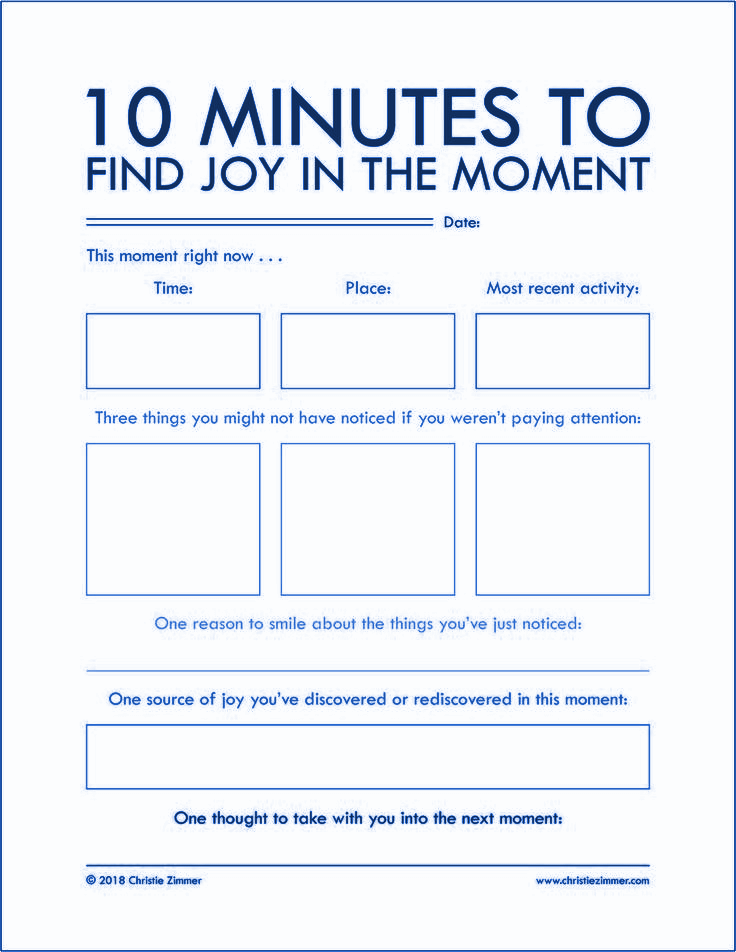 10 MINUTES TO
FIND JOY IN THE MOMENT
Date:
This moment right now . . .
Time: Place: Most recent activity:
Three things you might not have noticed if you weren't paying attention:
One reason to smile about the things you've just noticed:
One source of joy you've discovered or rediscovered in this moment:
One thought to take with you into the next moment:
© 2018 Christie Zimmer www.christiezimmer.com